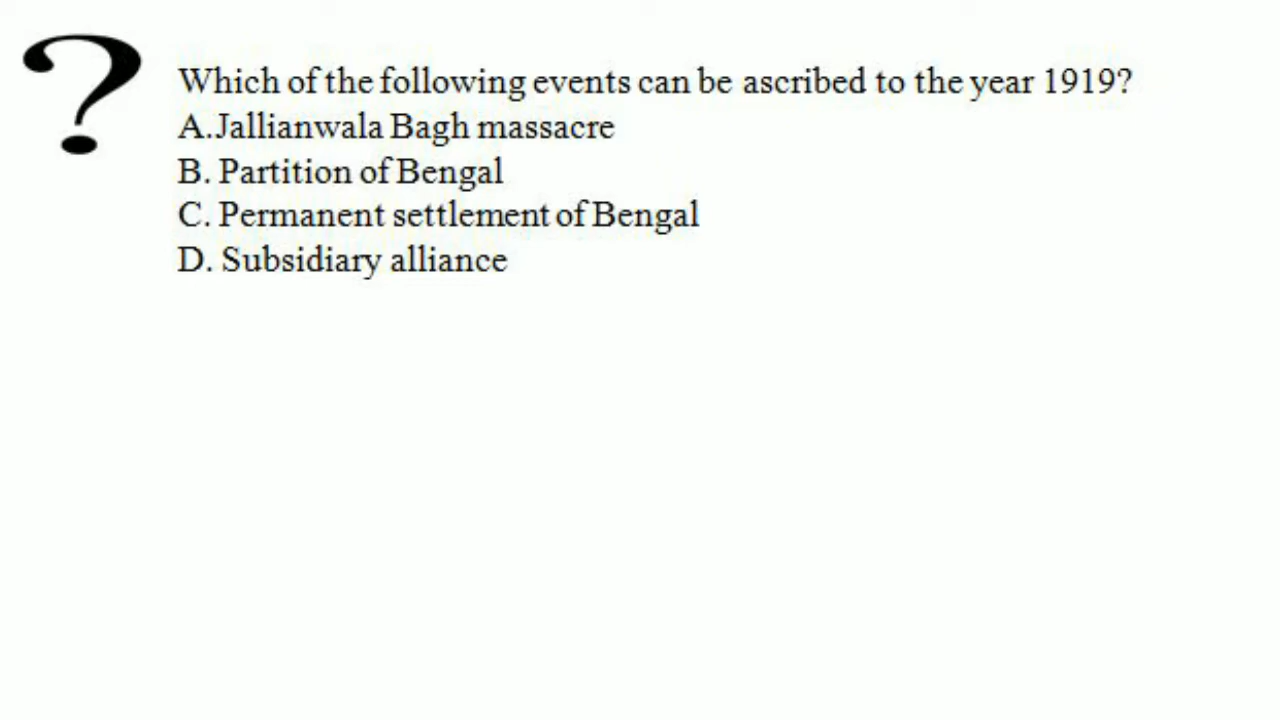 ?
Which of the following events can be ascribed to the year 1919?
A.Jallianwala Bagh massacre
B. Partition of Bengal
C. Permanent settlement of Bengal
D. Subsidiary alliance